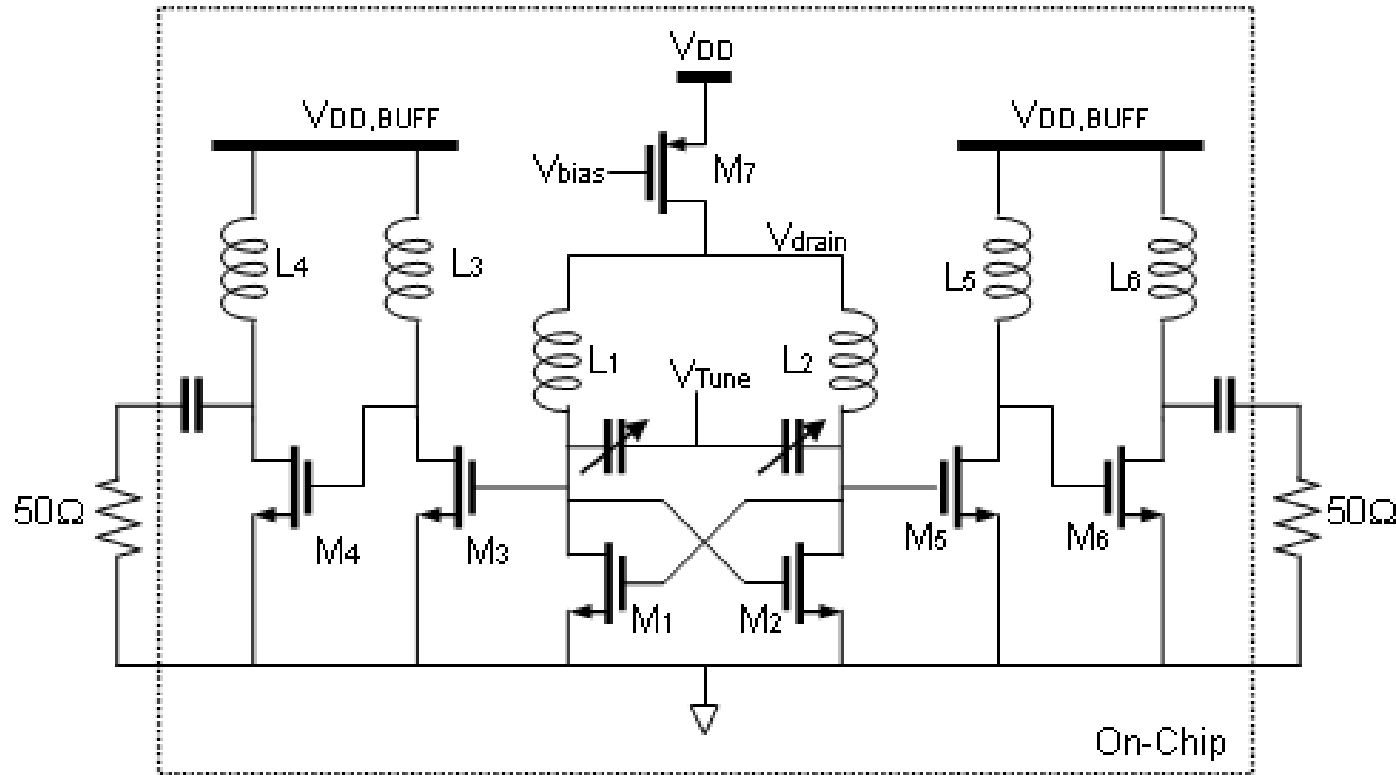 VDD
VDD,BUFF
VDD,BUFF
Vbias
M7
Vdrain
L4
L3
L5
L6
L1
L2
VTune
50Ω
50Ω
M4
M3
M5
M6
M1
M2
On-Chip